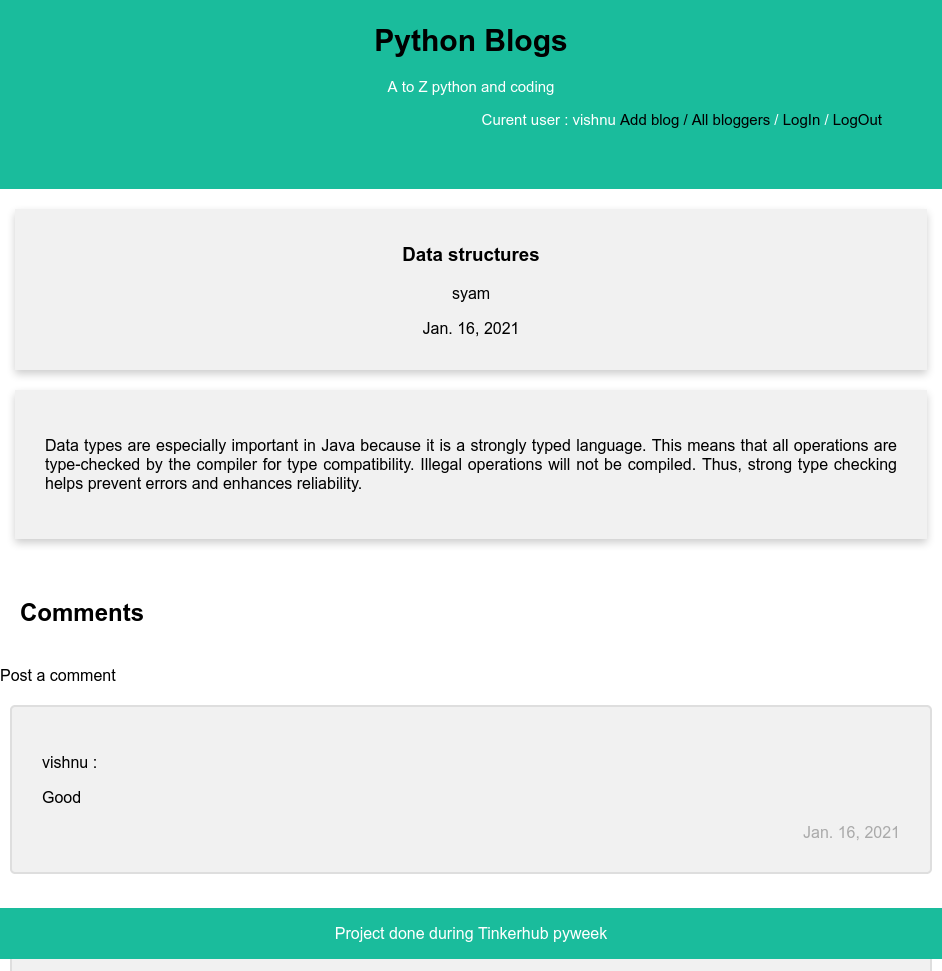 Python Blogs
A to Z python and coding
Curent user : vishnu Add blog / All bloggers / LogIn / LogOut
Data structures
syam
Jan. 16, 2021
Data types are especially important in Java because it is a strongly typed language. This means that all operations are
type-checked by the compiler for type compatibility. Illegal operations will not be compiled. Thus, strong type checking
helps prevent errors and enhances reliability.
Comments
Post a comment
vishnu :
Good
Jan. 16, 2021
Project done during Tinkerhub pyweek